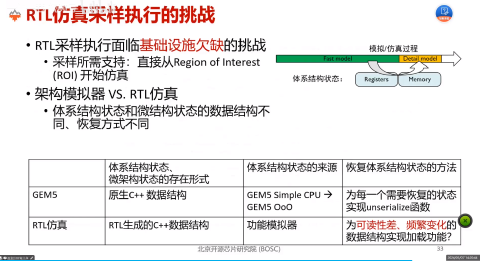 RTL仿真采样执行的挑战
• RTL采样执行面临基础设施欠缺的挑战
• 采样所需支持：直接从Region of Interest
(ROI) 开始仿真
• 架构模拟器 VS. RTL仿真
• 体系结构状态和微结构状态的数据结构不
同、恢复方式不同
模拟/仿真过程
Fast model
Detail model
体系结构状态：
Registers
Memory
体系结构状态、
微架构状态的存在形式
体系结构状态的来源
恢复体系结构状态的方法
GEM5
原生C++ 数据结构
GEM5 Simple CPU →
GEM5 OoO
为每一个需要恢复的状态
实现unserialize函数
RTL仿真
RTL生成的C++数据结构
功能模拟器
为可读性差、频繁变化的
数据结构实现加载功能？
北京开源芯片研究院 (BOSC)
33